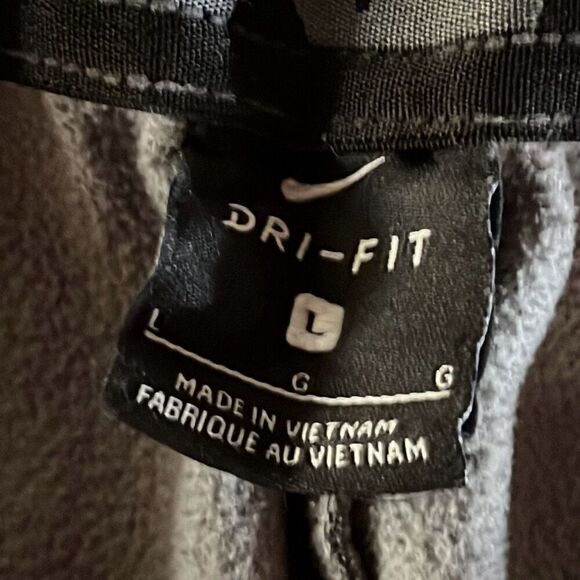 DRI-FIT
L
L G G
MADE IN VIETNAM
FABRIQUE AU VIETNAM